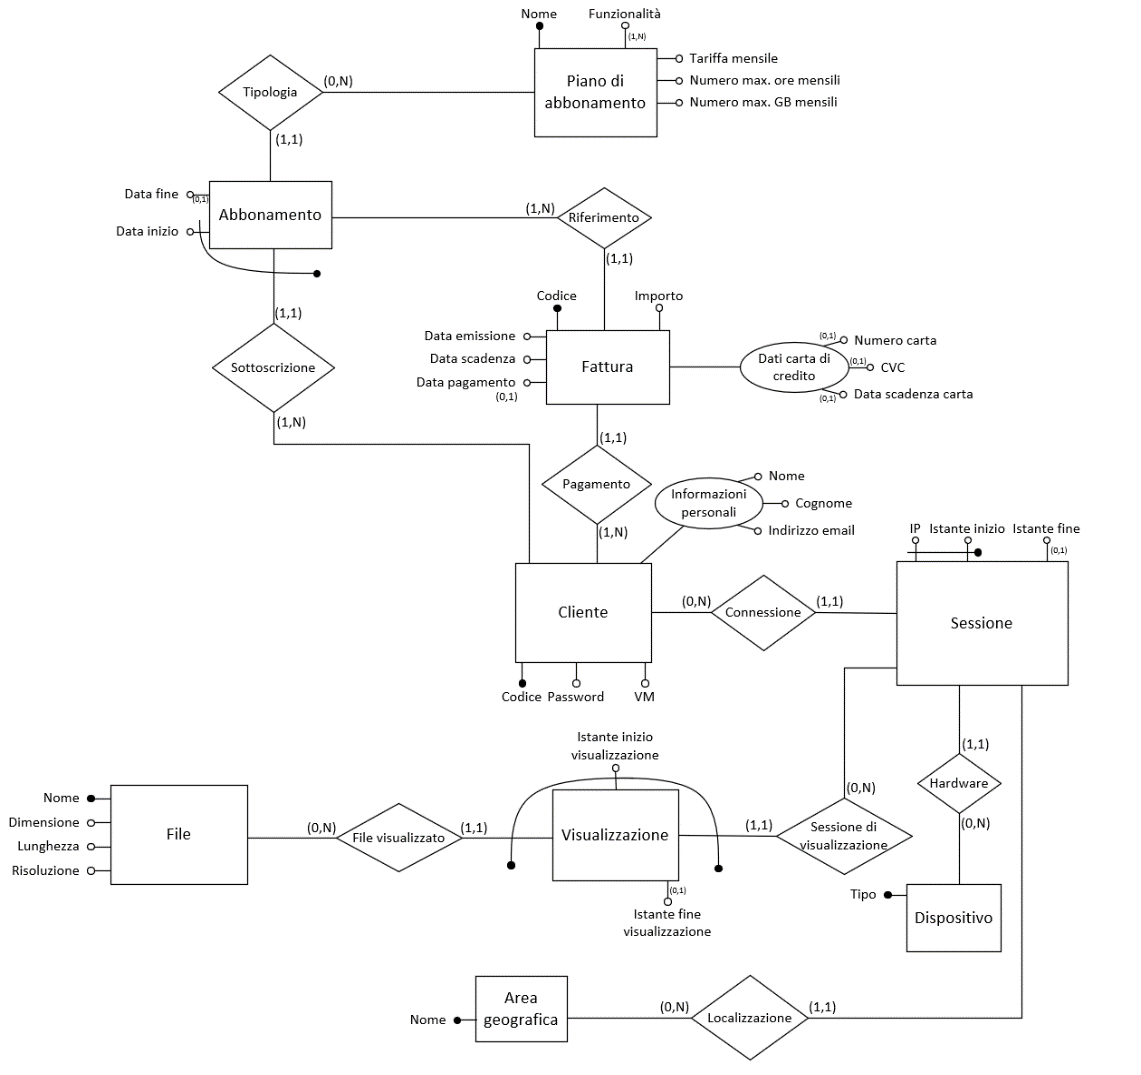 Nome
Funzionalità
(1,N)
Tariffa mensile
Piano di
abbonamento
Numero max. ore mensili
Numero max. GB mensili
(0,N)
Tipologia
(1,1)
Data fine
(0,1)
Abbonamento
Data inizio
(1,N)
Riferimento
(1,1)
Codice
Importo
(1,1)
Data emissione
Data scadenza
Data pagamento
(0,1)
Fattura
Dati carta di
credito
(0,1)
Numero carta
(0,1)
CVC
(0,1)
Data scadenza carta
Sottoscrizione
(1,N)
(1,1)
Pagamento
(1,N)
Informazioni
personali
Nome
Cognome
Indirizzo email
IP
Istante inizio
Istante fine
(0,1)
Cliente
(0,N)
Connessione
(1,1)
Sessione
Codice
Password
VM
Istante inizio
visualizzazione
(1,1)
Hardware
(0,N)
(0,N)
Nome
Dimensione
Lunghezza
Risoluzione
File
(0,N)
File visualizzato
(1,1)
Visualizzazione
(1,1)
Sessione di
visualizzazione
(0,1)
Istante fine
visualizzazione
Tipo
Dispositivo
Nome
Area
geografica
(0,N)
Localizzazione
(1,1)